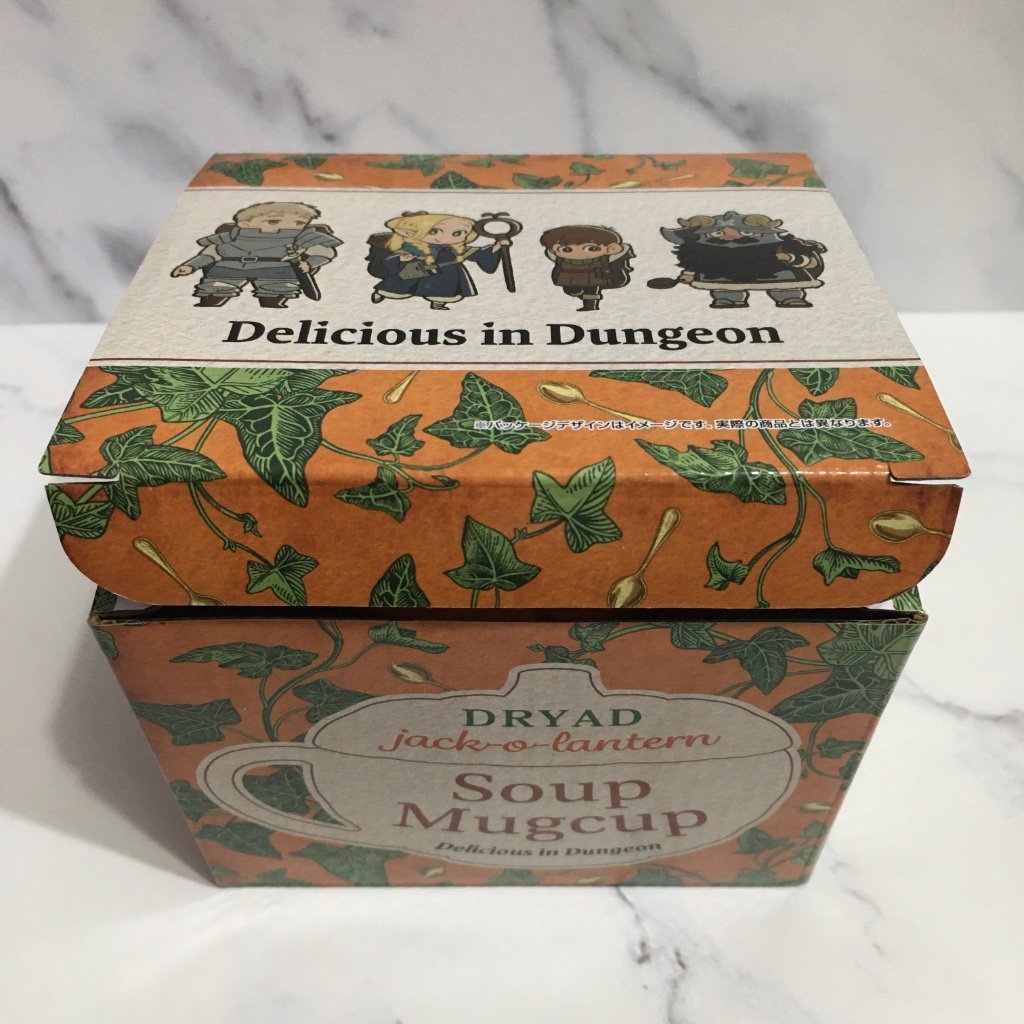 Delicious in Dungeon
※パッケージデザインはイメージです。実際の商品とは異なります。
DRYAD
jack-o-lantern
Soup
Mugcup
Delicious in Dungeon